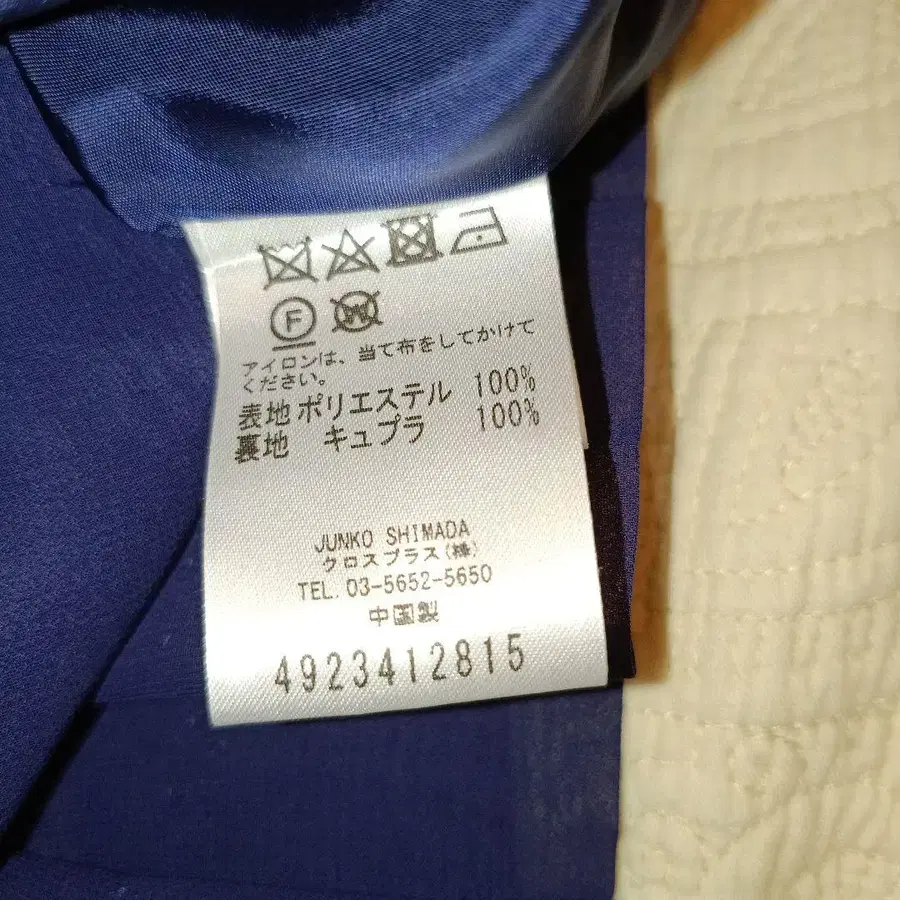 F W
アイロンは、当て布をしてかけて
ください。
表地 ポリエステル 100%
裏地 キュプラ 100%
JUNKO SHIMADA
クロスプラス(株)
TEL. 03-5652-5650
中国製
4923412815